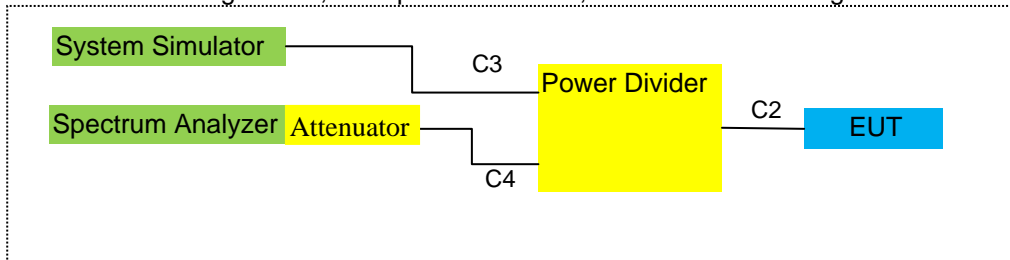 System Simulator
C3
Power Divider
C2
EUT
Spectrum Analyzer
Attenuator
C4